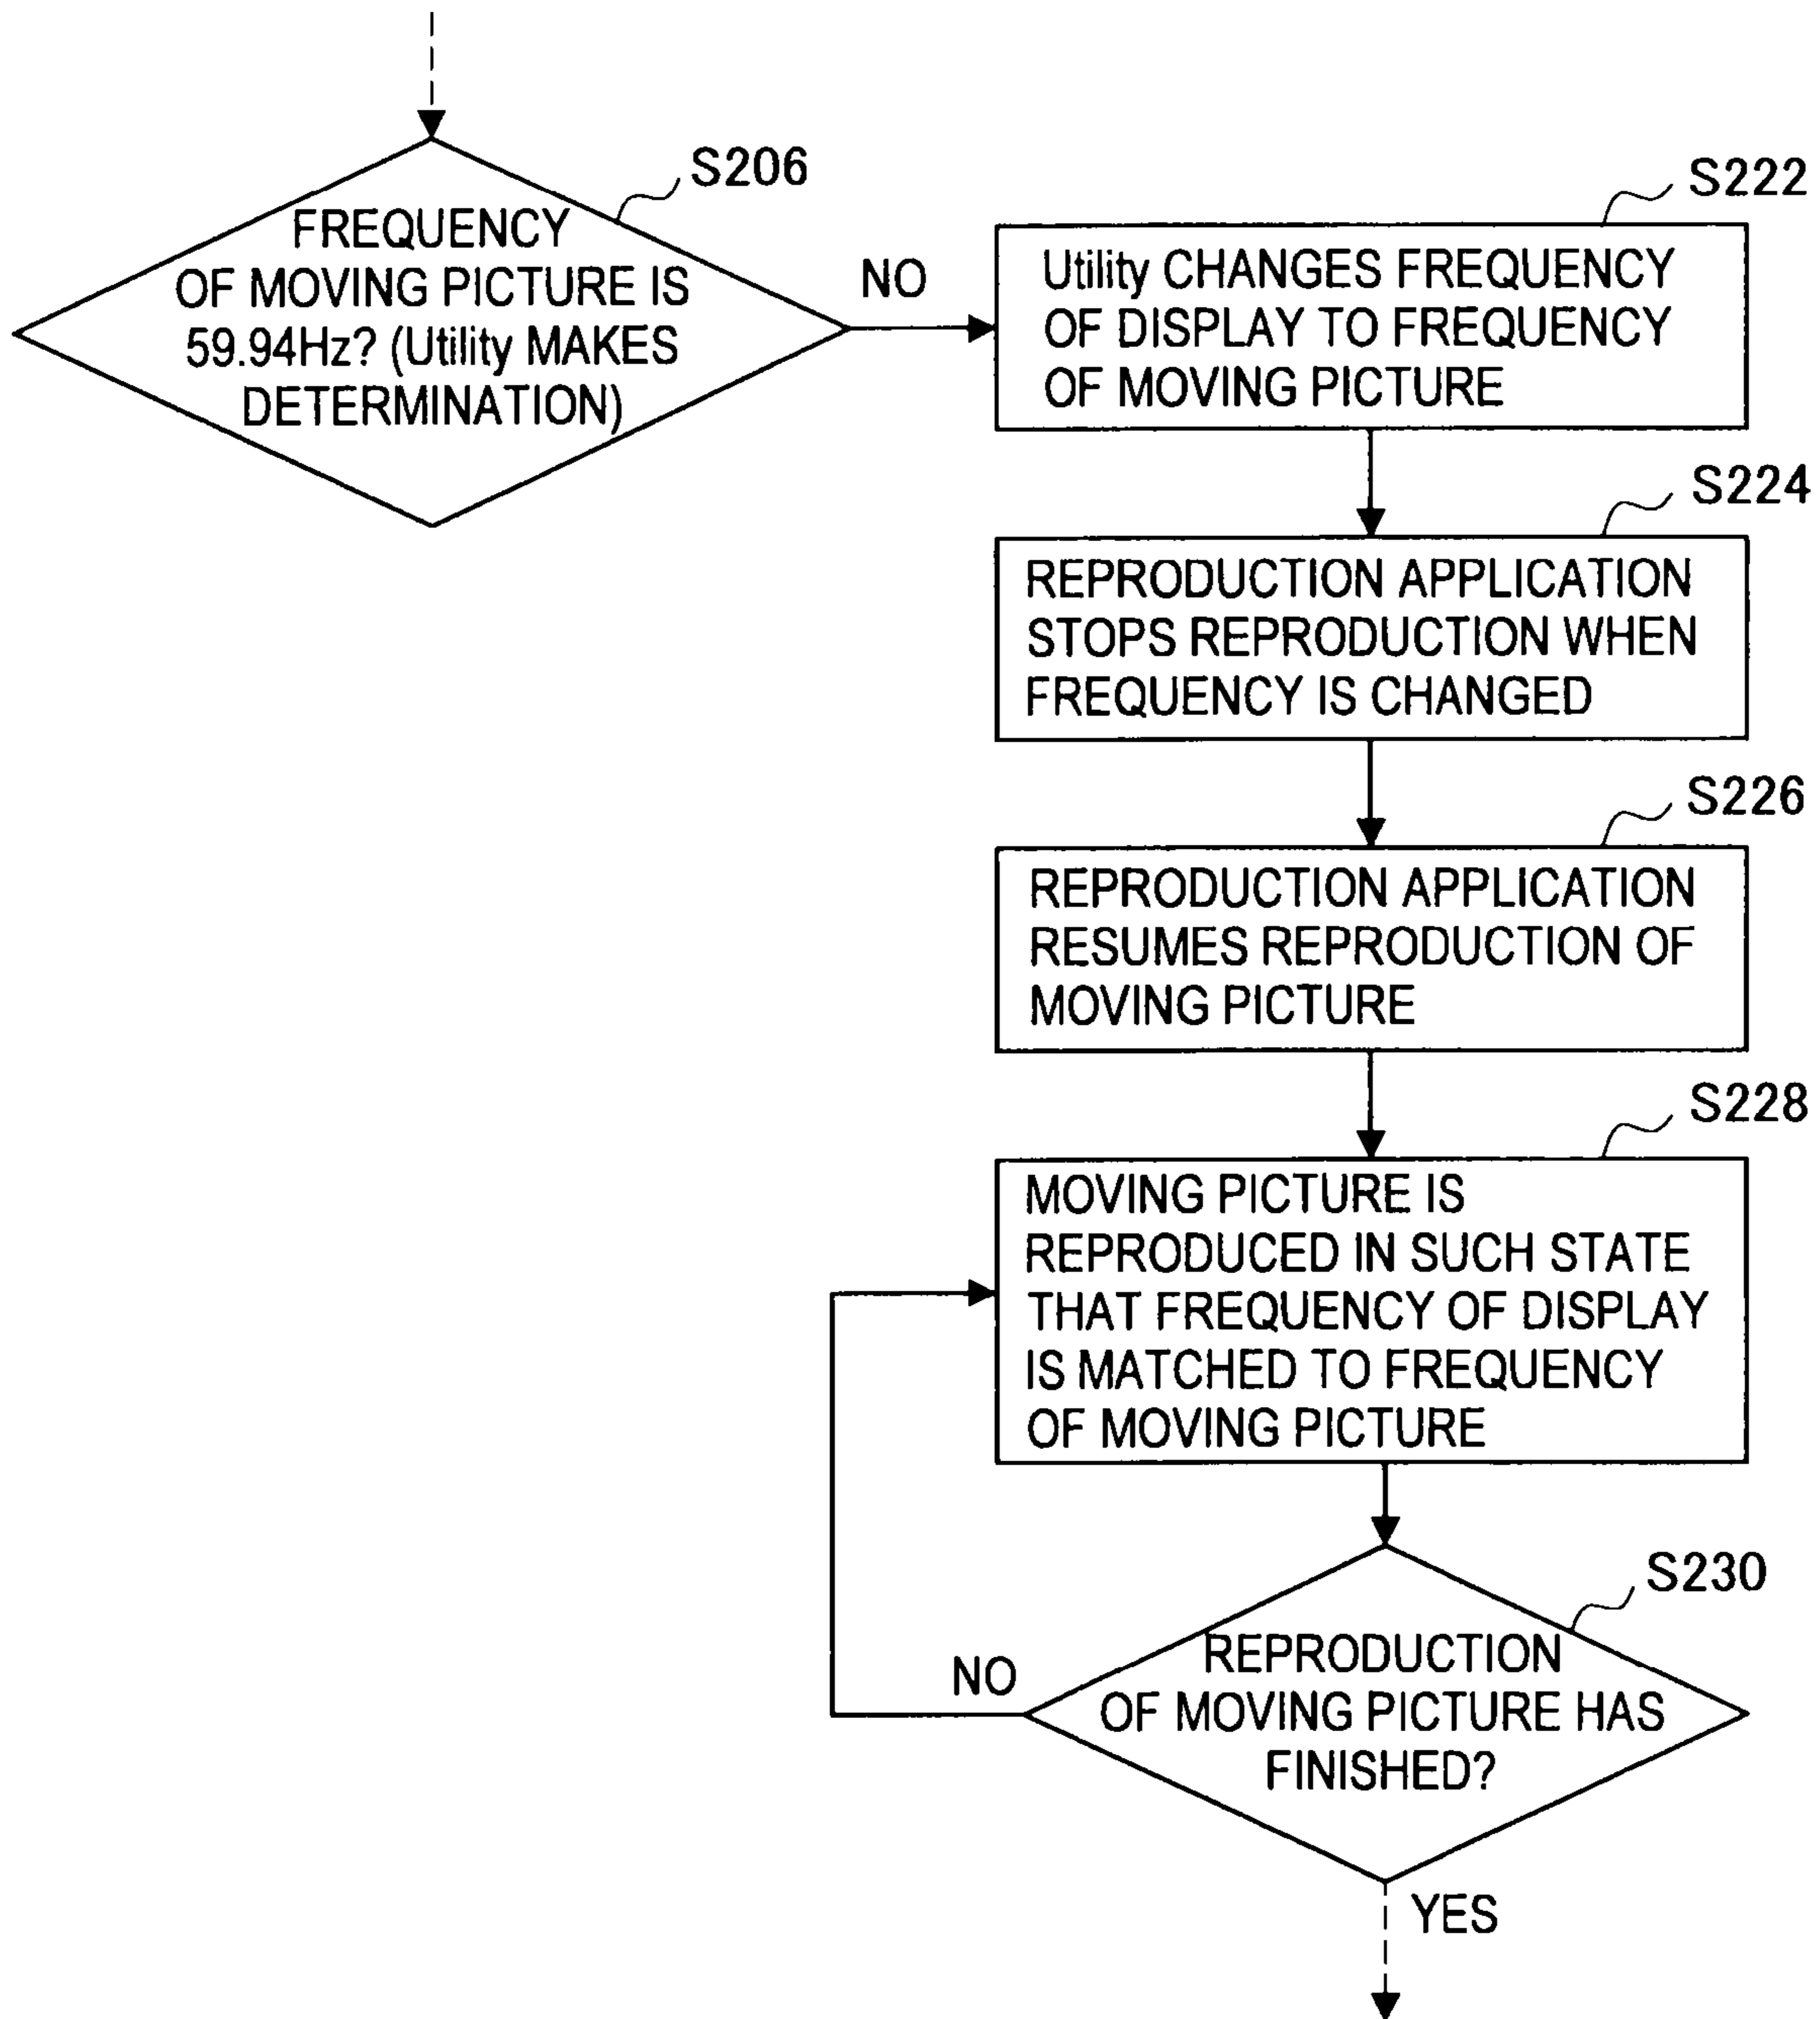 S206
FREQUENCY
OF MOVING PICTURE IS
59.94Hz? (Utility MAKES
DETERMINATION)
NO
S222
Utility CHANGES FREQUENCY
OF DISPLAY TO FREQUENCY
OF MOVING PICTURE
S224
REPRODUCTION APPLICATION
STOPS REPRODUCTION WHEN
FREQUENCY IS CHANGED
S226
REPRODUCTION APPLICATION
RESUMES REPRODUCTION OF
MOVING PICTURE
S228
MOVING PICTURE IS
REPRODUCED IN SUCH STATE
THAT FREQUENCY OF DISPLAY
IS MATCHED TO FREQUENCY
OF MOVING PICTURE
S230
REPRODUCTION
OF MOVING PICTURE HAS
FINISHED?
NO
YES